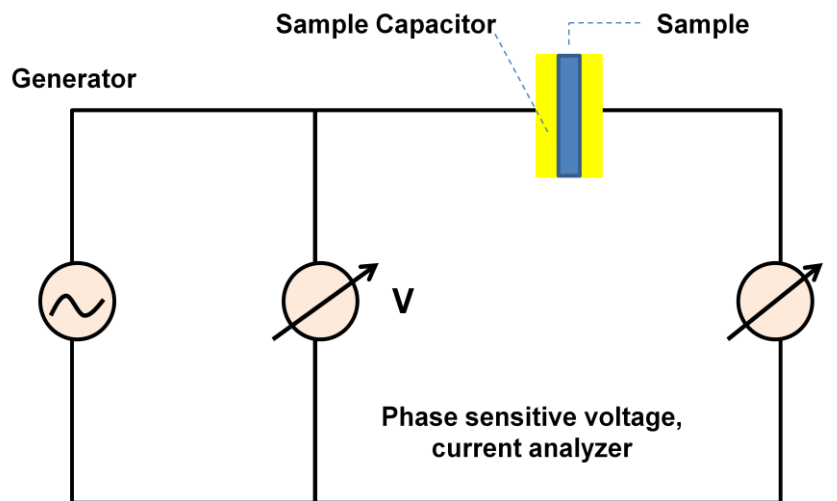 Sample Capacitor
Sample
Generator
V
Phase sensitive voltage,
current analyzer